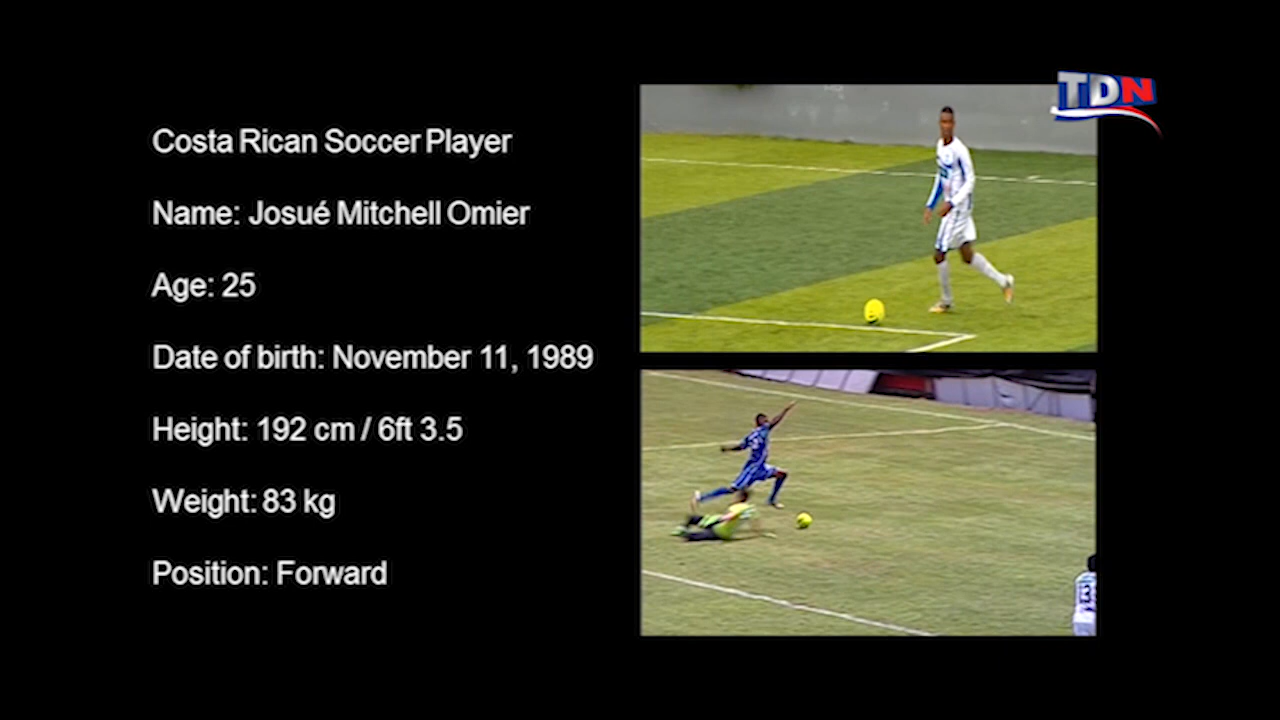 TDN
Costa Rican Soccer Player
Name: Josué Mitchell Omier
Age: 25
Date of birth: November 11, 1989
Height: 192 cm / 6ft 3.5
Weight: 83 kg
Position: Forward